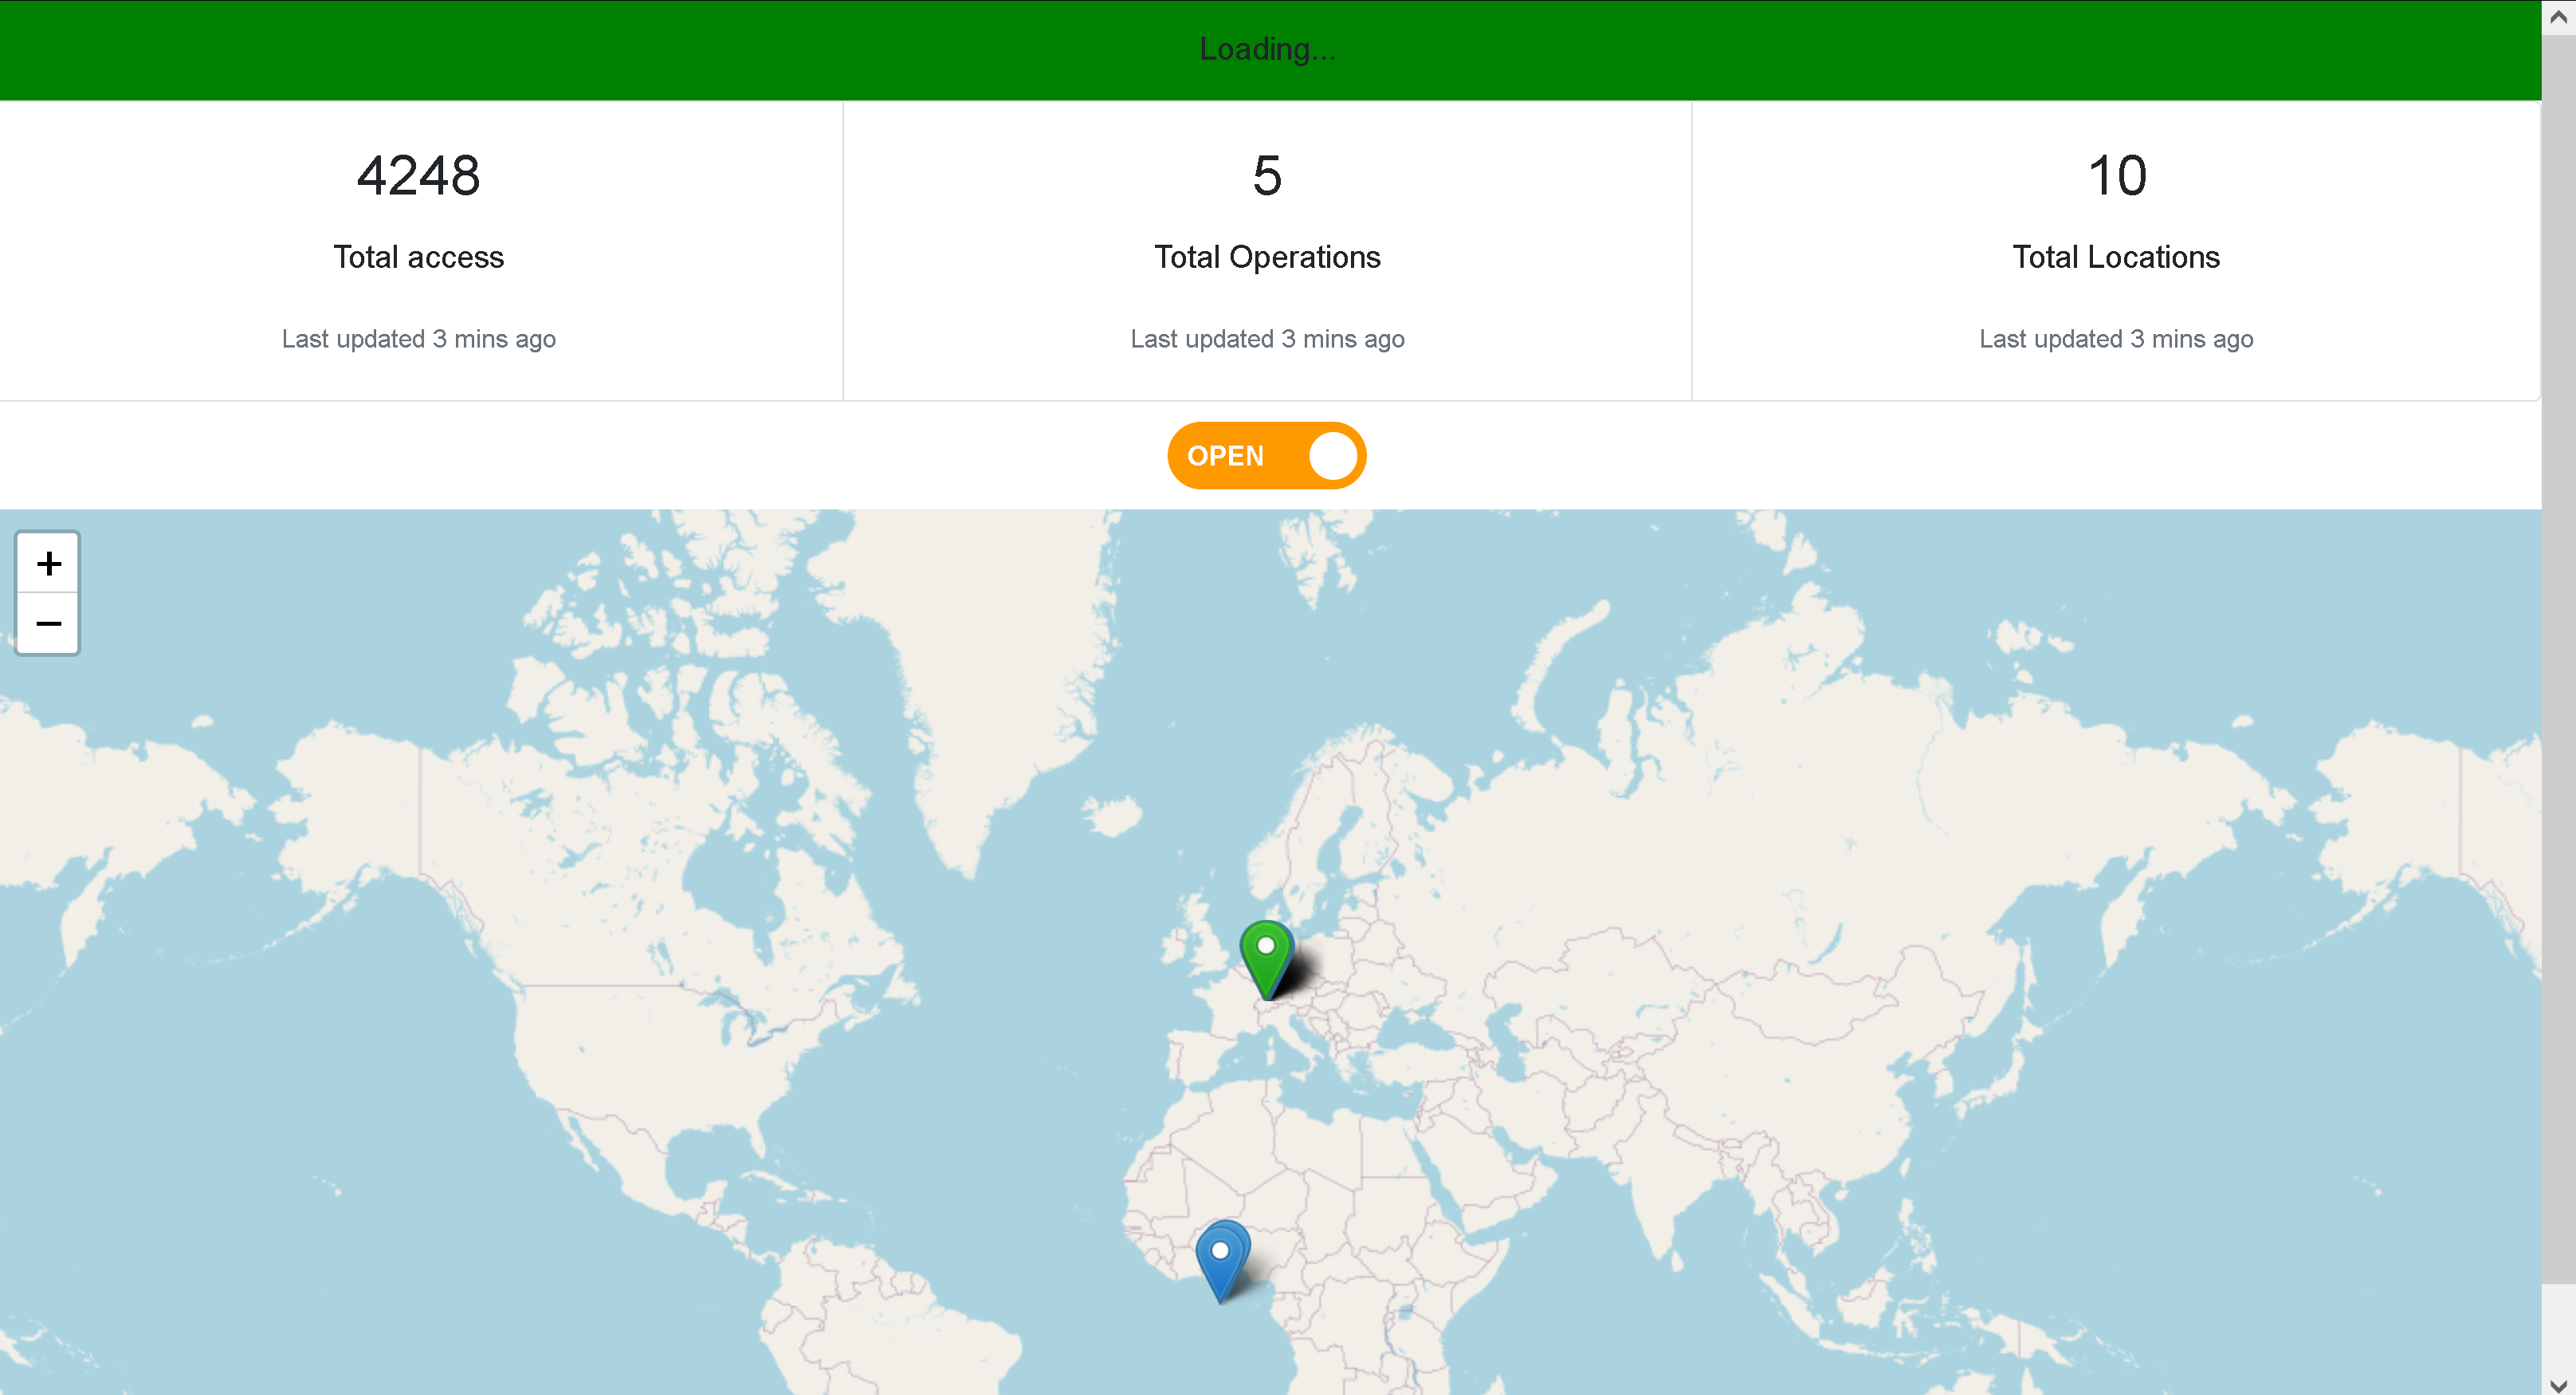 Loading...
4248
Total access
Last updated 3 mins ago
5
Total Operations
Last updated 3 mins ago
10
Total Locations
Last updated 3 mins ago
OPEN
+
−